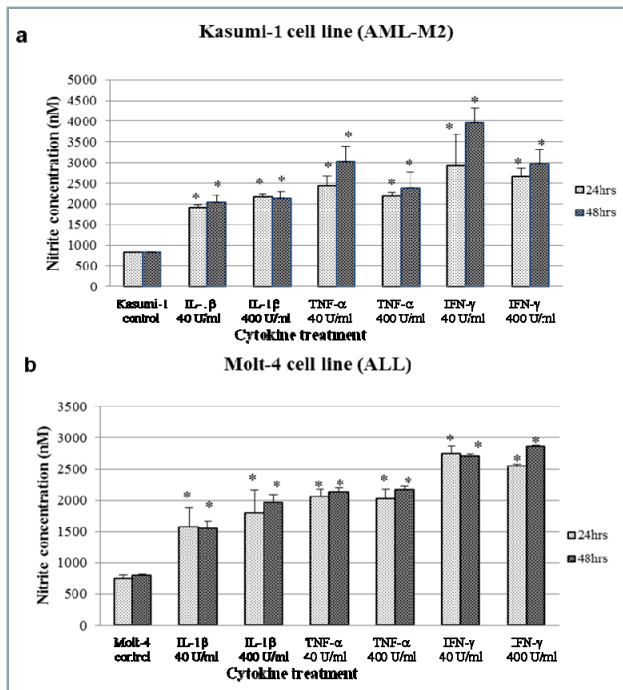 a
Kasumi-1 cell line (AML-M2)
Nitrite concentration (nM)
5000
4500
4000
3500
3000
2500
2000
1500
1000
500
0
* * * * * * * * * * * *
24hrs
48hrs
Kasumi-1 IL-.β IL-1β TNF-α TNF-α IFN-γ IFN-γ
control 40 U/ml 400 U/ml 40 U/ml 400 U/ml 40 U/ml 400 U/ml
Cytokine treatment
b
Molt-4 cell line (ALL)
Nitrite concentration (nM)
3500
3000
2500
2000
1500
1000
500
0
* * * * * * * * * * * *
24hrs
48hrs
Molt-4 IL-1β IL-1β TNF-α TNF-α IFN-γ IFN-γ
control 40 U/ml 400 U/ml 40 U/ml 400 U/ml 40 U/ml 400 U/ml
Cytokine treatment